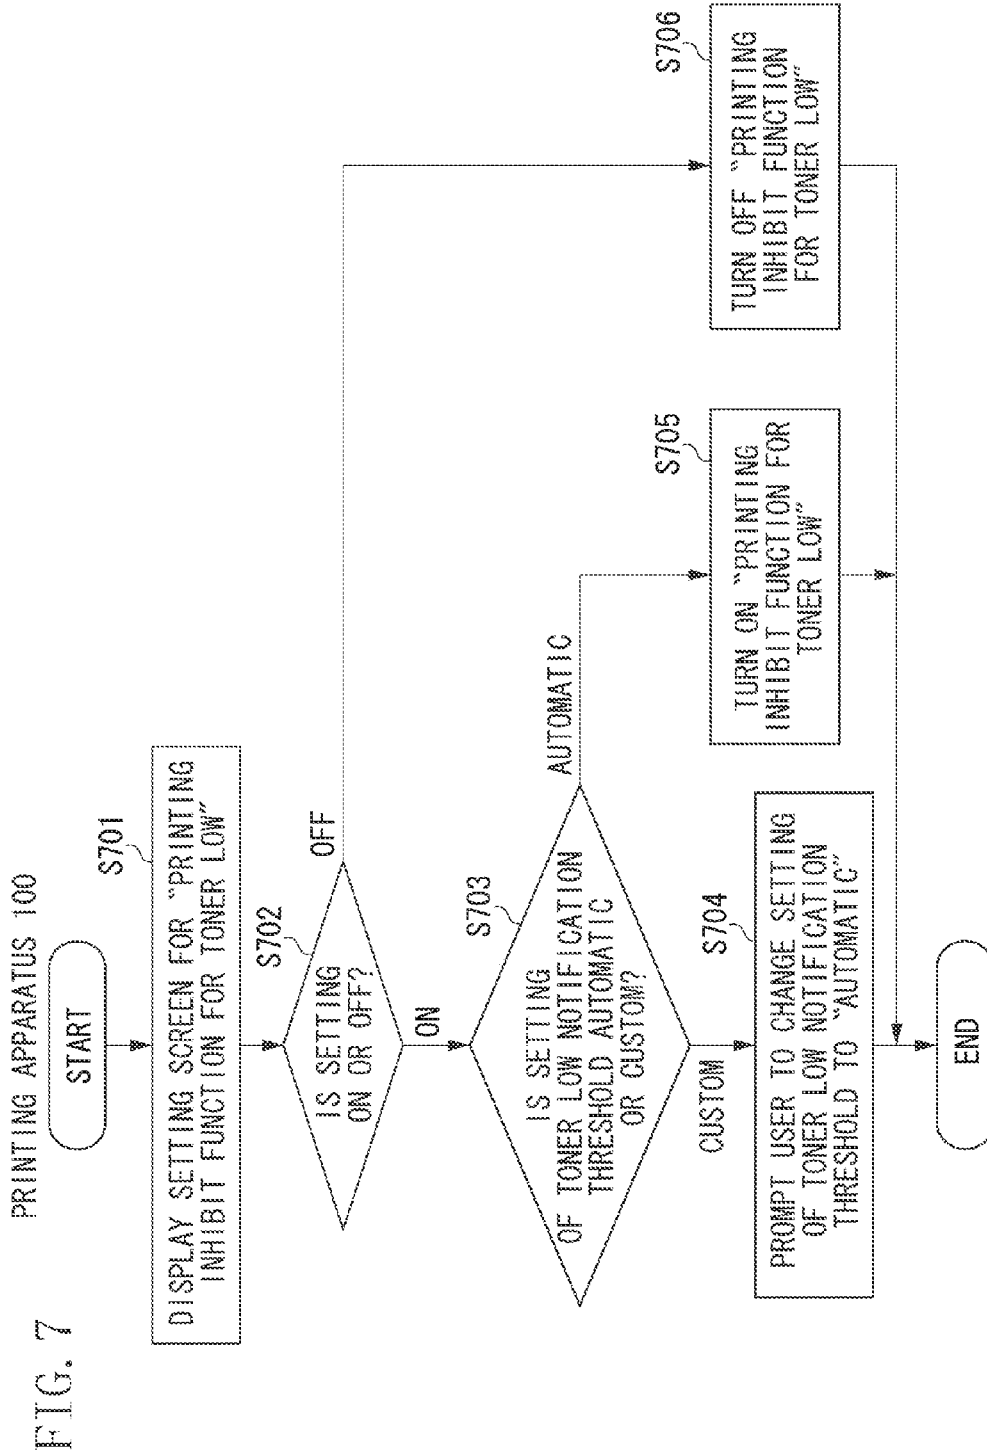 FIG. 7
PRINTING APPARATUS 100
START
S701
DISPLAY SETTING SCREEN FOR “PRINTING
INHIBIT FUNCTION FOR TONER LOW”
S702
IS SETTING
ON OR OFF?
OFF
ON
S703
IS SETTING
OF TONER LOW NOTIFICATION
THRESHOLD AUTOMATIC
OR CUSTOM?
AUTOMATIC
CUSTOM
S704
PROMPT USER TO CHANGE SETTING
OF TONER LOW NOTIFICATION
THRESHOLD TO “AUTOMATIC”
S705
TURN ON “PRINTING
INHIBIT FUNCTION FOR
TONER LOW”
S706
TURN OFF “PRINTING
INHIBIT FUNCTION
FOR TONER LOW”
END